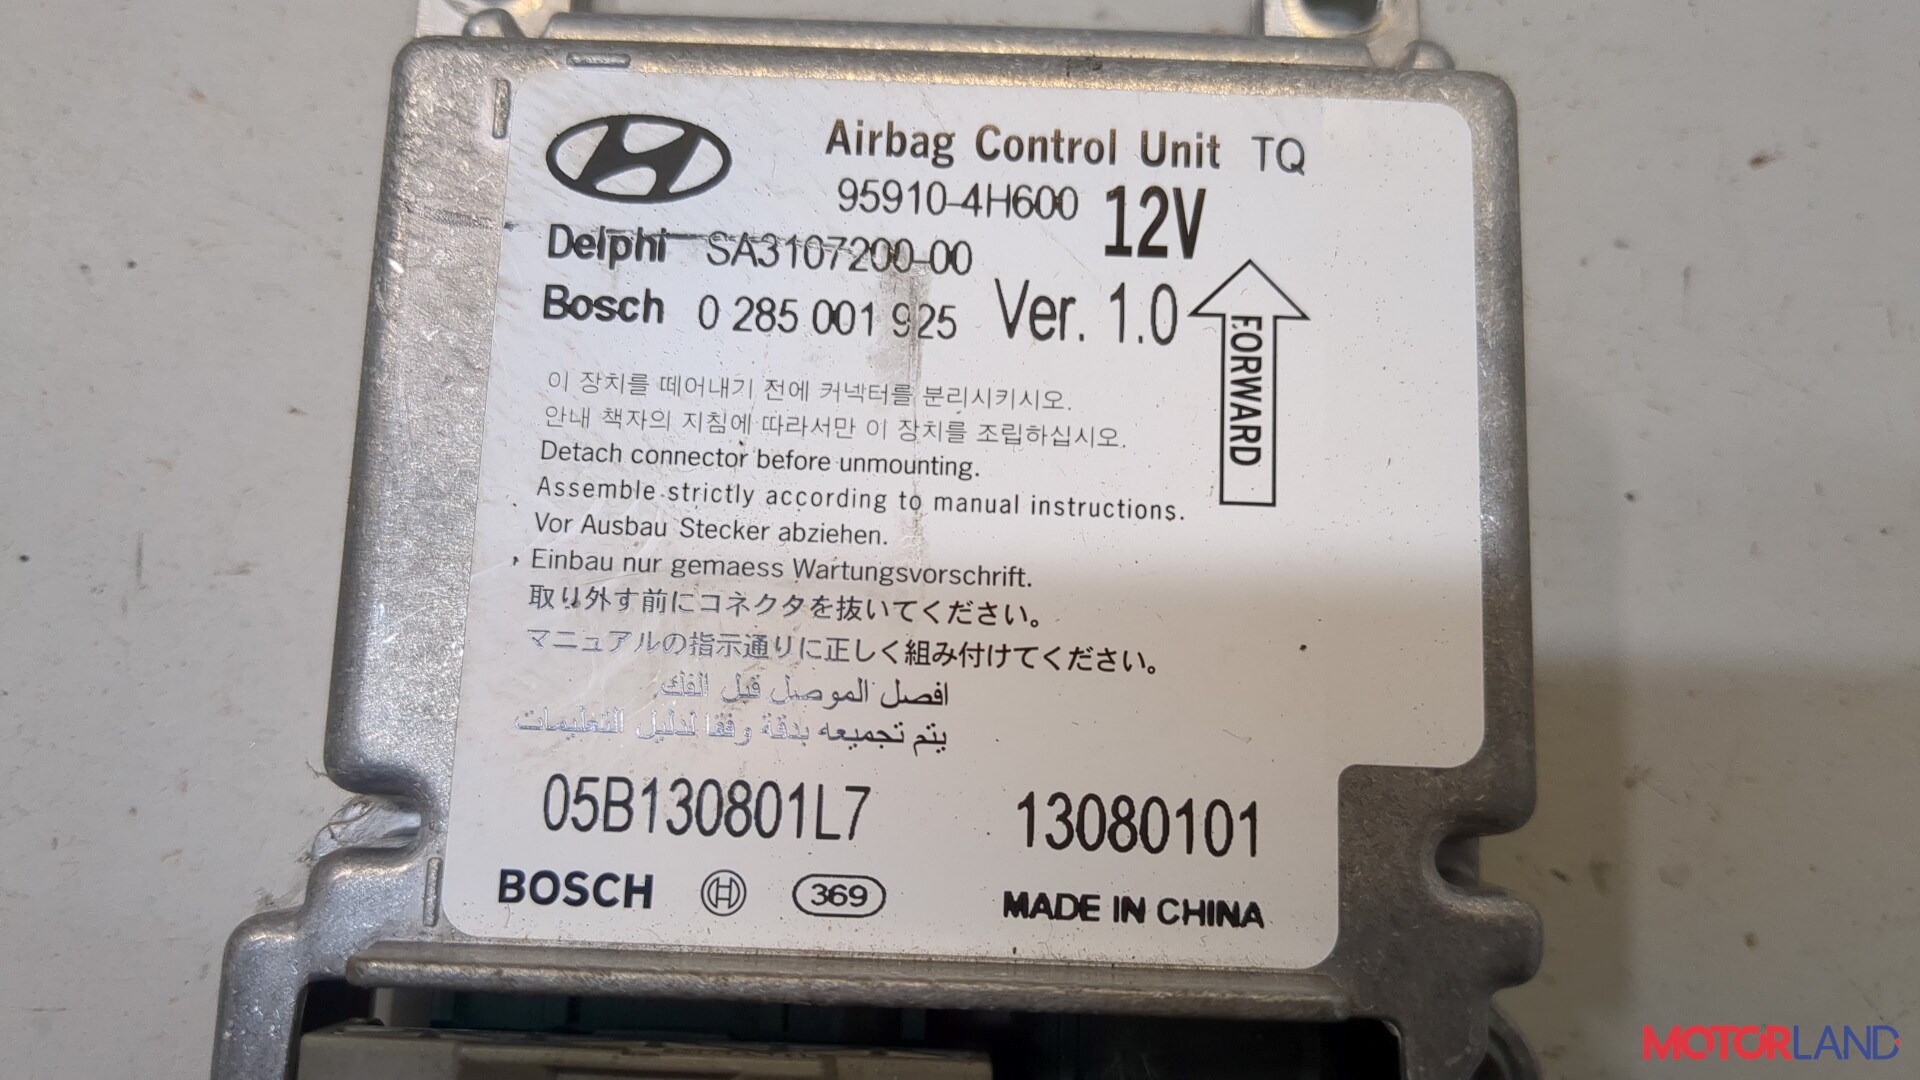 Airbag Control Unit TQ
95910-4H600 12V
Delphi SA3107200-00
Bosch 0 285 001 925 Ver. 1.0
FORWARD
이 장치를 떼어내기 전에 커넥터를 분리시키시오.
안내 책자의 지침에 따라서만 이 장치를 조립하십시오.
Detach connector before unmounting.
Assemble strictly according to manual instructions.
Vor Ausbau Stecker abziehen.
Einbau nur gemaess Wartungsvorschrift.
取り外す前にコネクタを抜いてください。
マニュアルの指示通りに正しく組み付けてください。
افصل الموصل قبل الفك
يتم تجميعه بدقة وفقا لدليل التعليمات
05B130801L7 13080101
BOSCH 369 MADE IN CHINA
MOTORLAND